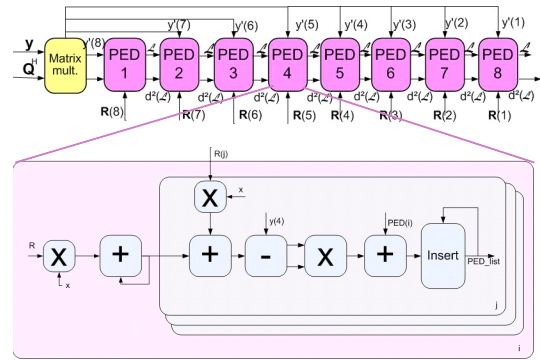 y'(7)
y'(6)
y'(5)
y'(4)
y'(3)
y'(2)
y'(1)
y
y'(8)
Q^H
Matrix mult.
PED 1
PED 2
PED 3
PED 4
PED 5
PED 6
PED 7
PED 8
ℒ ℒ ℒ ℒ ℒ ℒ ℒ ℒ
d²(ℒ) d²(ℒ) d²(ℒ) d²(ℒ) d²(ℒ) d²(ℒ) d²(ℒ) d²(ℒ)
R(8)
R(7)
R(6)
R(5)
R(4)
R(3)
R(2)
R(1)
R(j)
X
x
y(4)
PED(i)
R
X
x
+
+
-
X
+
Insert
PED_list
j
i